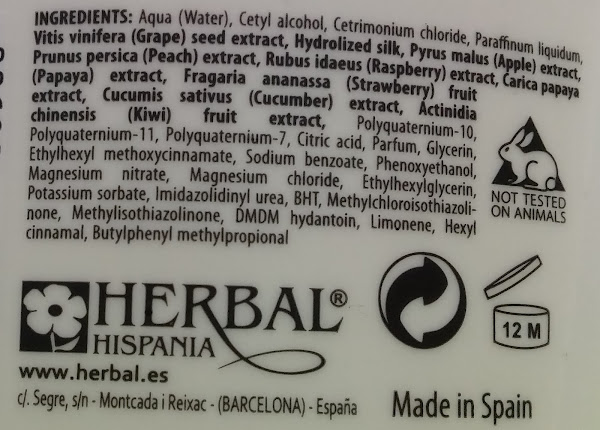 INGREDIENTS: Aqua (Water), Cetyl alcohol, Cetrimonium chloride, Paraffinum liquidum,
Vitis vinifera (Grape) seed extract, Hydrolized silk, Pyrus malus (Apple) extract,
Prunus persica (Peach) extract, Rubus idaeus (Raspberry) extract, Carica papaya
(Papaya) extract, Fragaria ananassa (Strawberry) fruit
extract, Cucumis sativus (Cucumber) extract, Actinidia
chinensis (Kiwi) fruit extract, Polyquaternium-10,
Polyquaternium-11, Polyquaternium-7, Citric acid, Parfum, Glycerin,
Ethylhexyl methoxycinnamate, Sodium benzoate, Phenoxyethanol,
Magnesium nitrate, Magnesium chloride, Ethylhexylglycerin,
Potassium sorbate, Imidazolidinyl urea, BHT, Methylchloroisothiazoli-
none, Methylisothiazolinone, DMDM hydantoin, Limonene, Hexyl
cinnamal, Butylphenyl methylpropional
NOT TESTED
ON ANIMALS
HERBAL®
HISPANIA
www.herbal.es
c/. Segre, s/n - Montcada i Reixac - (BARCELONA) - España
12 M
Made in Spain